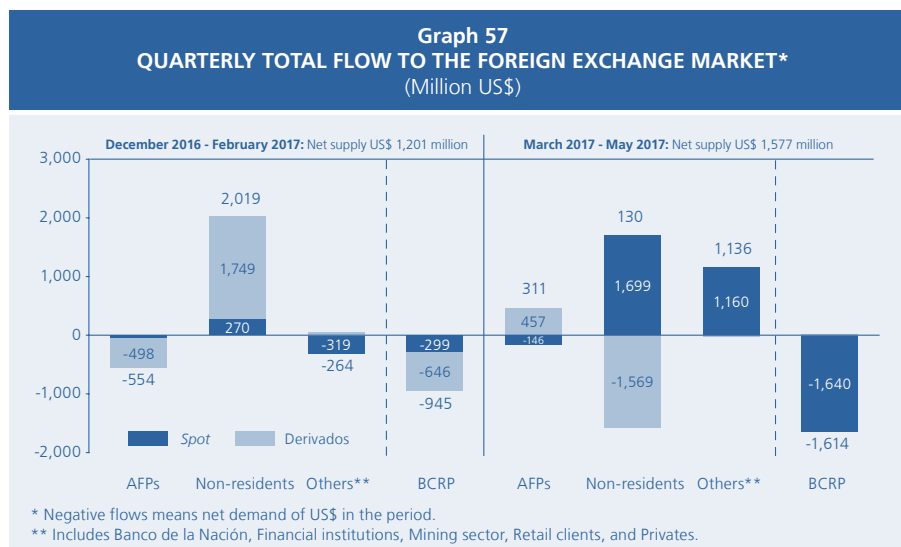 Graph 57
QUARTERLY TOTAL FLOW TO THE FOREIGN EXCHANGE MARKET*
(Million US$)
December 2016 - February 2017: Net supply US$ 1,201 million
March 2017 - May 2017: Net supply US$ 1,577 million
3,000
2,000
1,000
0
-1,000
-2,000
2,019
1,749
270
-498
-554
-319
-264
-299
-646
-945
311
457
-146
130
1,699
-1,569
1,136
1,160
-1,640
-1,614
Spot
Derivados
AFPs Non-residents Others** BCRP AFPs Non-residents Others** BCRP
* Negative flows means net demand of US$ in the period.
** Includes Banco de la Nación, Financial institutions, Mining sector, Retail clients, and Privates.